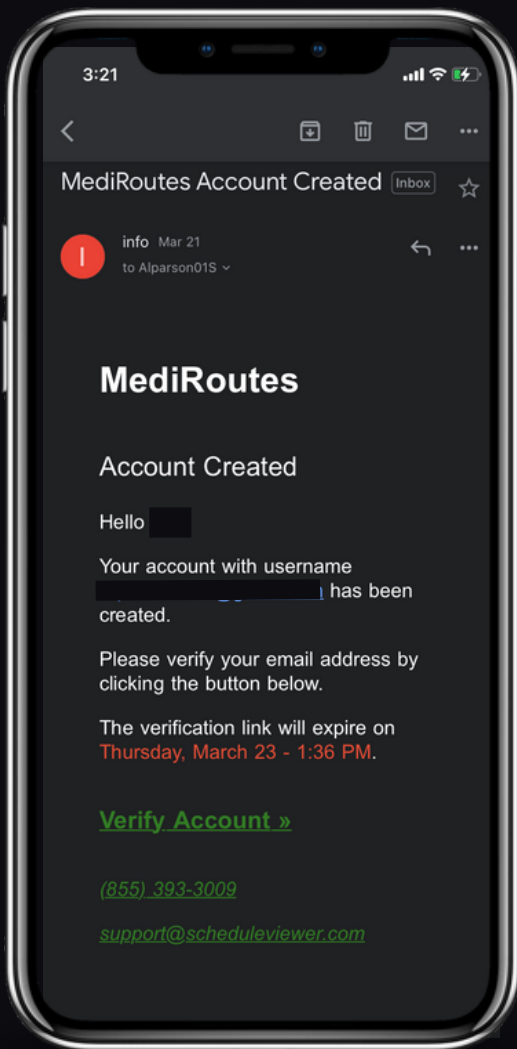 3:21
MediRoutes Account Created Inbox
I
info Mar 21
to Alparson01S
MediRoutes
Account Created
Hello
Your account with username
has been
created.
Please verify your email address by
clicking the button below.
The verification link will expire on
Thursday, March 23 - 1:36 PM.
Verify Account »
(855) 393-3009
support@scheduleviewer.com